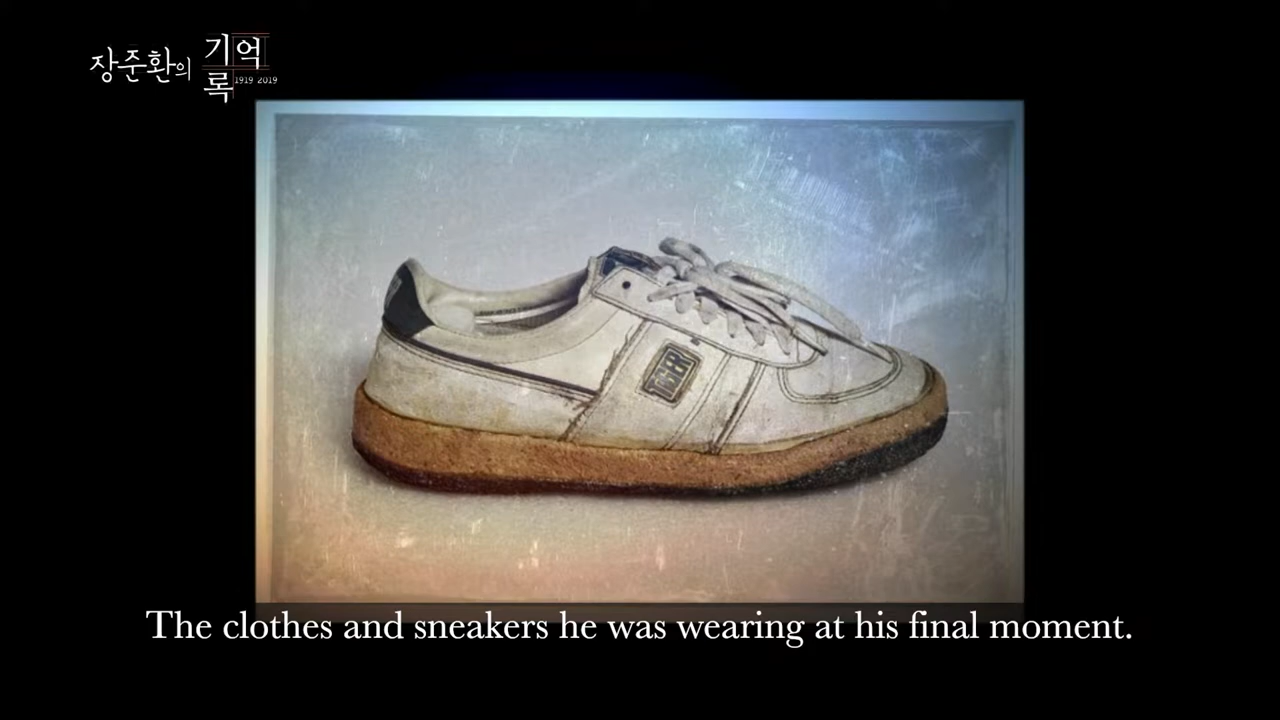 장준환의
기억
록
1919 2019
TIGER
The clothes and sneakers he was wearing at his final moment.